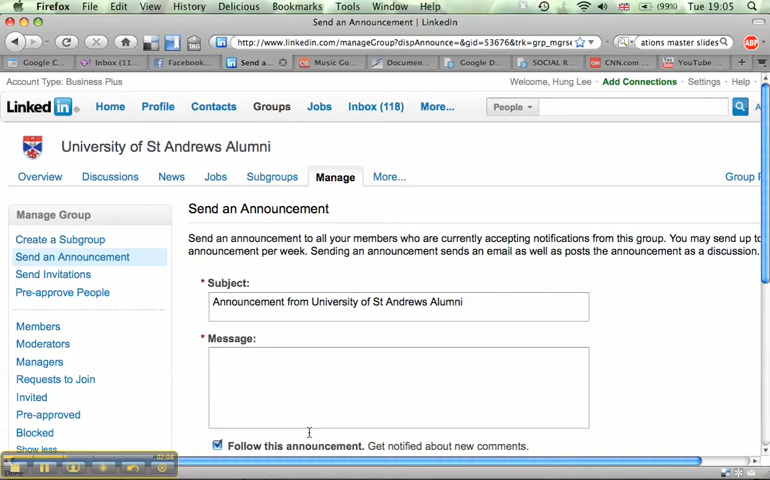 Firefox File Edit View History Bookmarks Tools Window Help (99%) Tue 19:05
Send an Announcement | LinkedIn
http://www.linkedin.com/manageGroup?dispAnnounce=&gid=53676&trk=grp_mgrse ations master slides ABP
Google C... Inbox (118... Facebook... Send a... Music Go... Documen... Google D... SOCIAL R... CNN.com ... YouTube ...
Account Type: Business Plus Welcome, Hung Lee Add Connections Settings Help
Linked in Home Profile Contacts Groups Jobs Inbox (118) More... People A
University of St Andrews Alumni
Overview Discussions News Jobs Subgroups Manage More... Group P
Manage Group
Create a Subgroup
Send an Announcement
Send Invitations
Pre-approve People
Members
Moderators
Managers
Requests to Join
Invited
Pre-approved
Blocked
Show less...
Send an Announcement
Send an announcement to all your members who are currently accepting notifications from this group. You may send up to
announcement per week. Sending an announcement sends an email as well as posts the announcement as a discussion.
* Subject:
Announcement from University of St Andrews Alumni
* Message:
Follow this announcement. Get notified about new comments.
02:08
Done